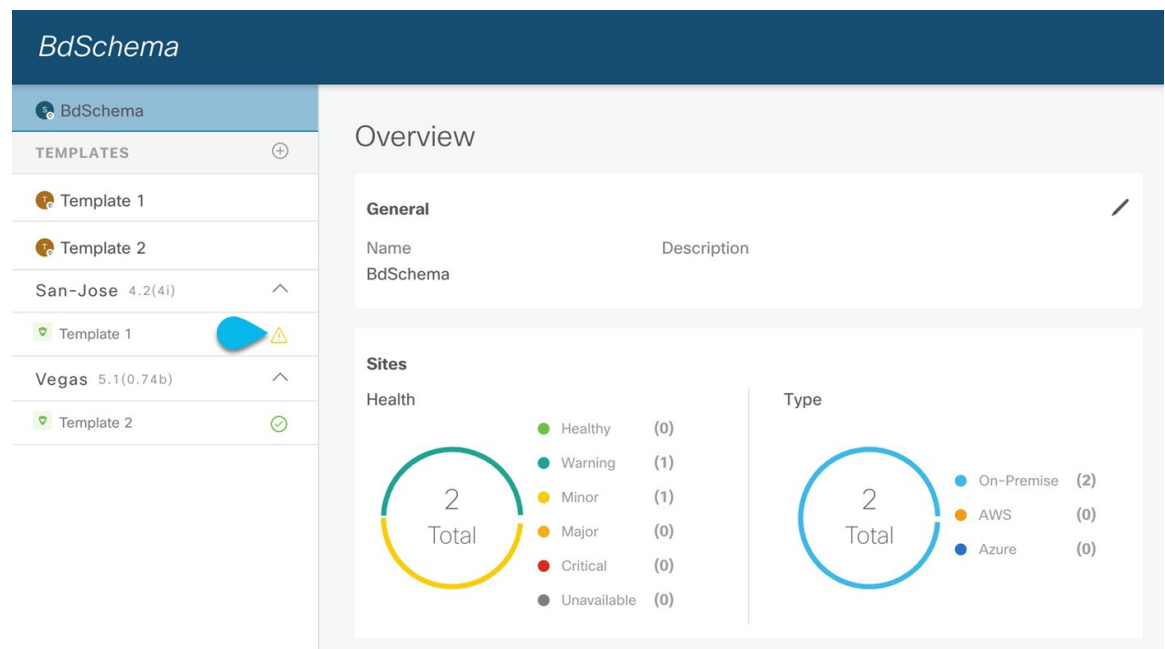 BdSchema
BdSchema
TEMPLATES
Template 1
Template 2
San-Jose 4.2(4i)
Template 1
Vegas 5.1(0.74b)
Template 2
Overview
General
Name Description
BdSchema
Sites
Health
2
Total
Healthy (0)
Warning (1)
Minor (1)
Major (0)
Critical (0)
Unavailable (0)
Type
2
Total
On-Premise (2)
AWS (0)
Azure (0)